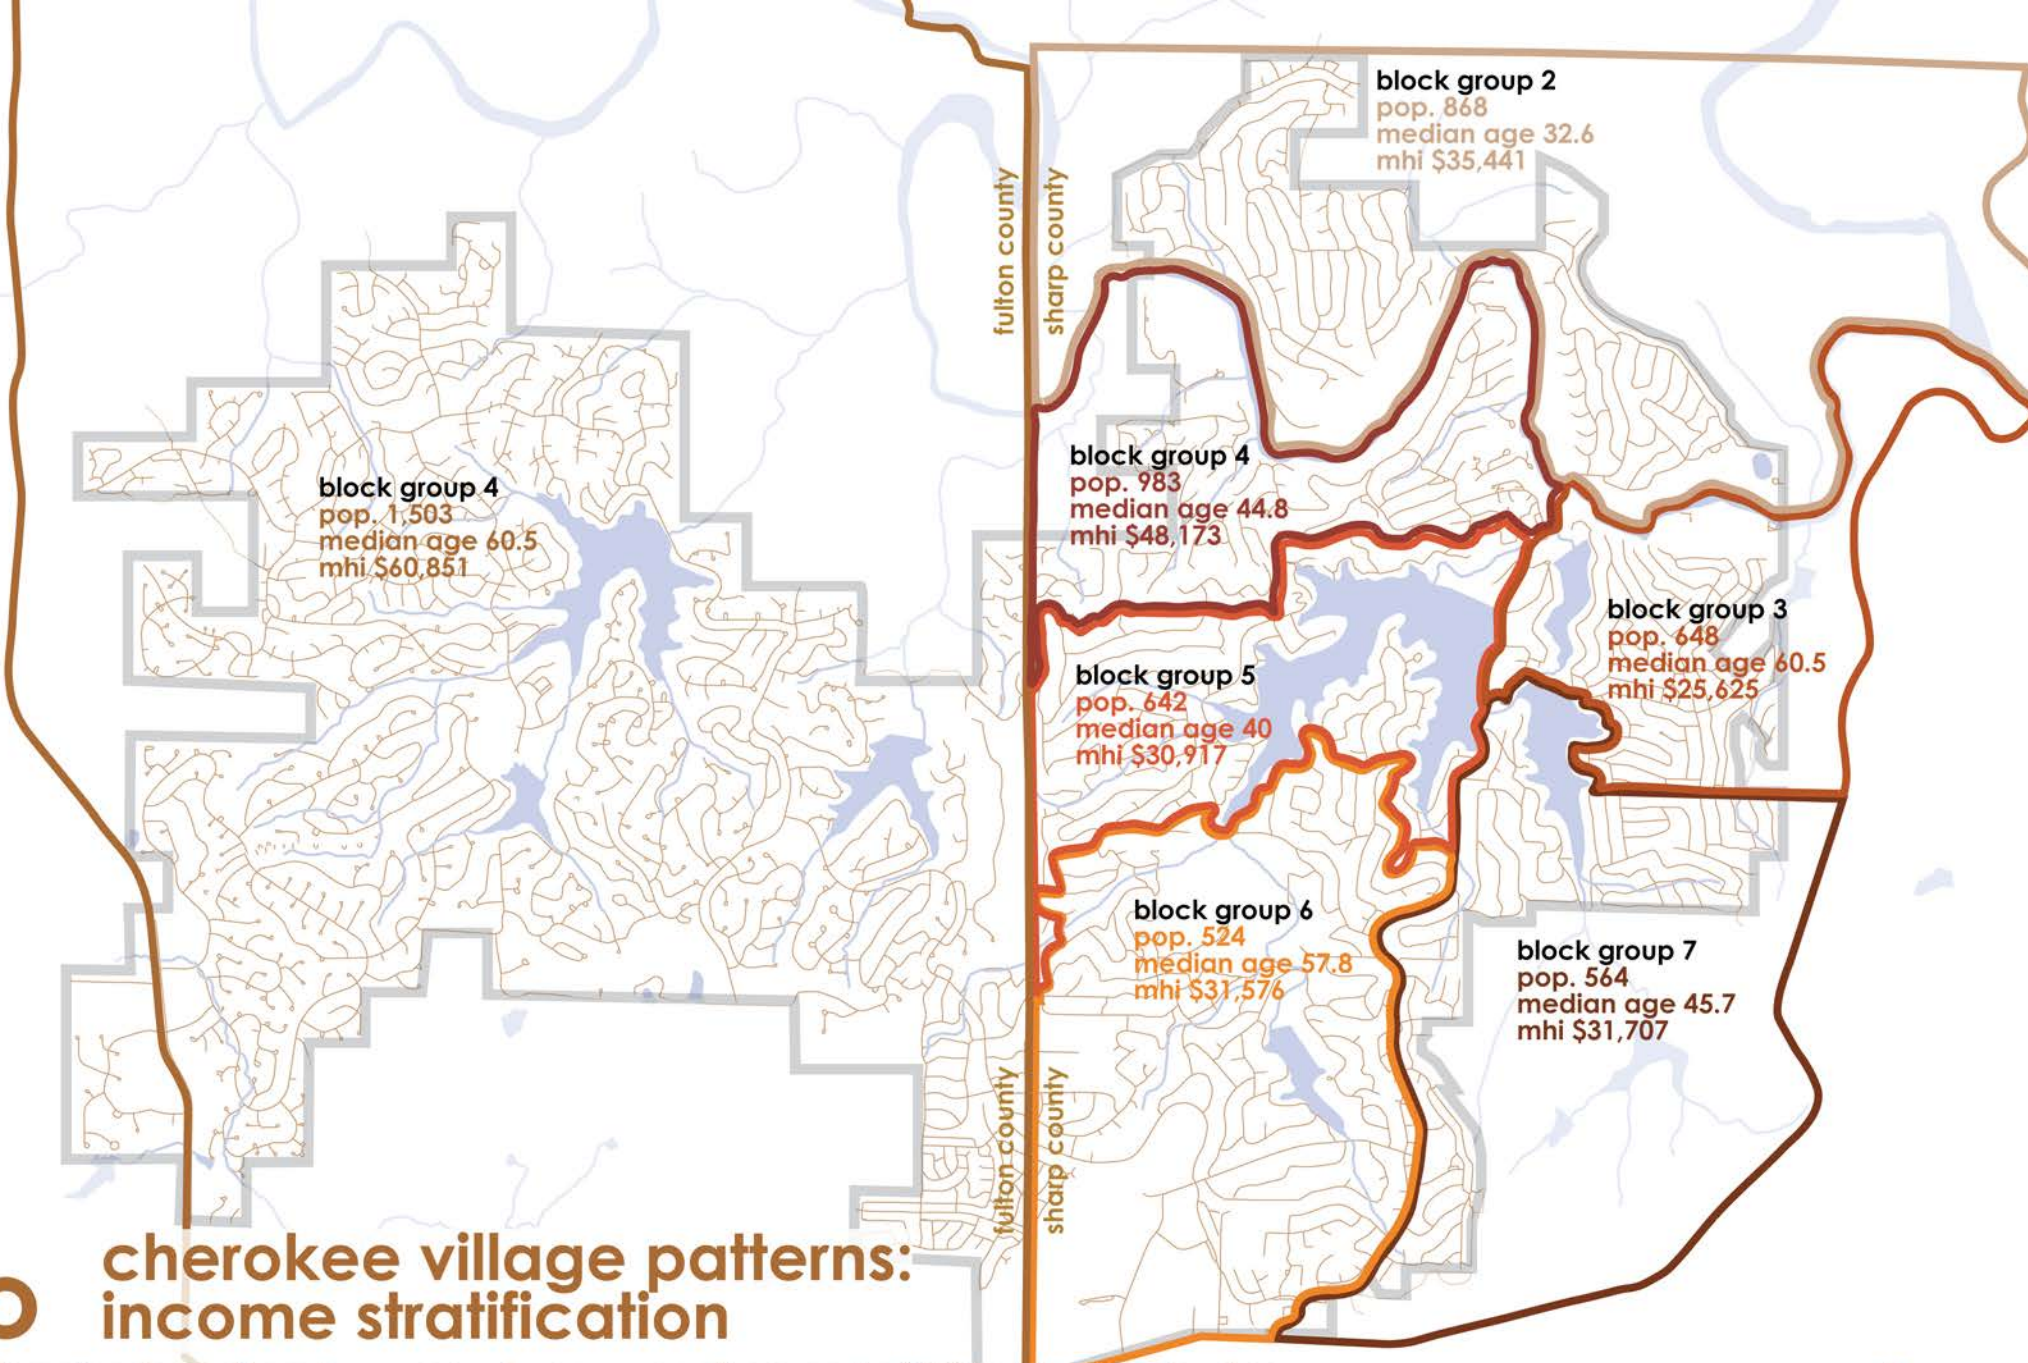 block group 2
pop. 868
median age 32.6
mhi $35,441
fulton county
sharp county
block group 4
pop. 983
median age 44.8
mhi $48,173
block group 4
pop. 1,503
median age 60.5
mhi $60,851
block group 3
pop. 648
median age 60.5
mhi $25,625
block group 5
pop. 642
median age 40
mhi $30,917
block group 6
pop. 524
median age 57.8
mhi $31,576
block group 7
pop. 564
median age 45.7
mhi $31,707
fulton county
sharp county
cherokee village patterns:
income stratification